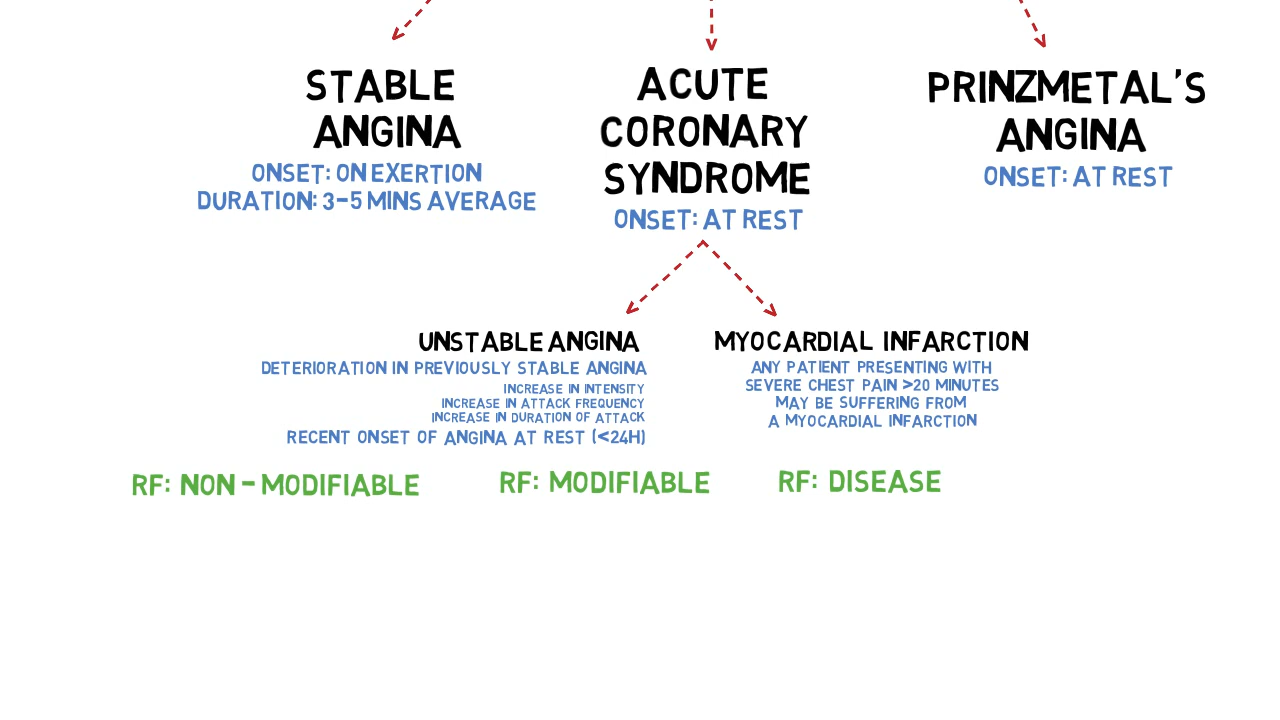 STABLE
ANGINA
ONSET: ON EXERTION
DURATION: 3-5 MINS AVERAGE
ACUTE
CORONARY
SYNDROME
ONSET: AT REST
PRINZMETAL'S
ANGINA
ONSET: AT REST
UNSTABLE ANGINA
DETERIORATION IN PREVIOUSLY STABLE ANGINA
INCREASE IN INTENSITY
INCREASE IN ATTACK FREQUENCY
INCREASE IN DURATION OF ATTACK
RECENT ONSET OF ANGINA AT REST (<24H)
MYOCARDIAL INFARCTION
ANY PATIENT PRESENTING WITH
SEVERE CHEST PAIN >20 MINUTES
MAY BE SUFFERING FROM
A MYOCARDIAL INFARCTION
RF: NON-MODIFIABLE
RF: MODIFIABLE
RF: DISEASE